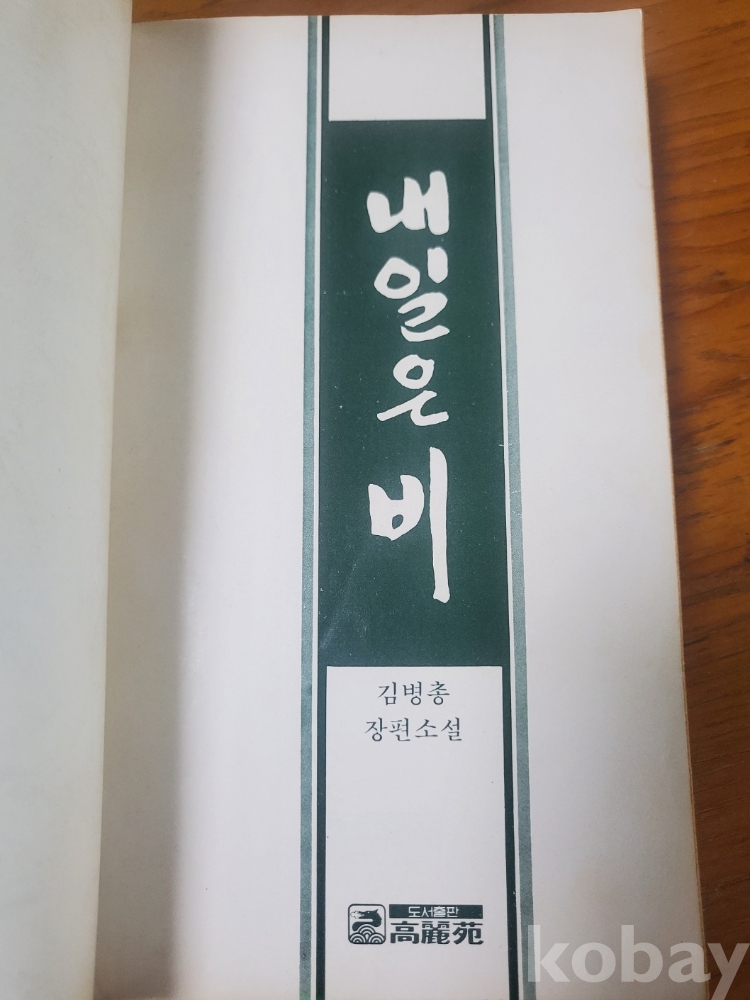 내일은 비
김병총
장편소설
도서출판
高麗苑
kobay